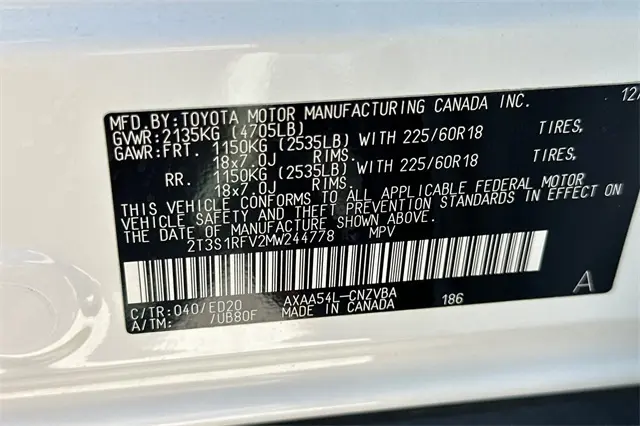 MFD.BY:TOYOTA MOTOR MANUFACTURING CANADA INC. 12/
GVWR:2135KG (4705LB)
GAWR:FRT. 1150KG (2535LB) WITH 225/60R18 TIRES,
18x7.0J RIMS.
RR. 1150KG (2535LB) WITH 225/60R18 TIRES,
18x7.0J RIMS.
THIS VEHICLE CONFORMS TO ALL APPLICABLE FEDERAL MOTOR
VEHICLE SAFETY AND THEFT PREVENTION STANDARDS IN EFFECT ON
THE DATE OF MANUFACTURE SHOWN ABOVE.
2T3S1RFV2MW244778 MPV
C/TR:040/ED20 AXAA54L-CNZVBA 186 A
A/TM: /UB80F MADE IN CANADA